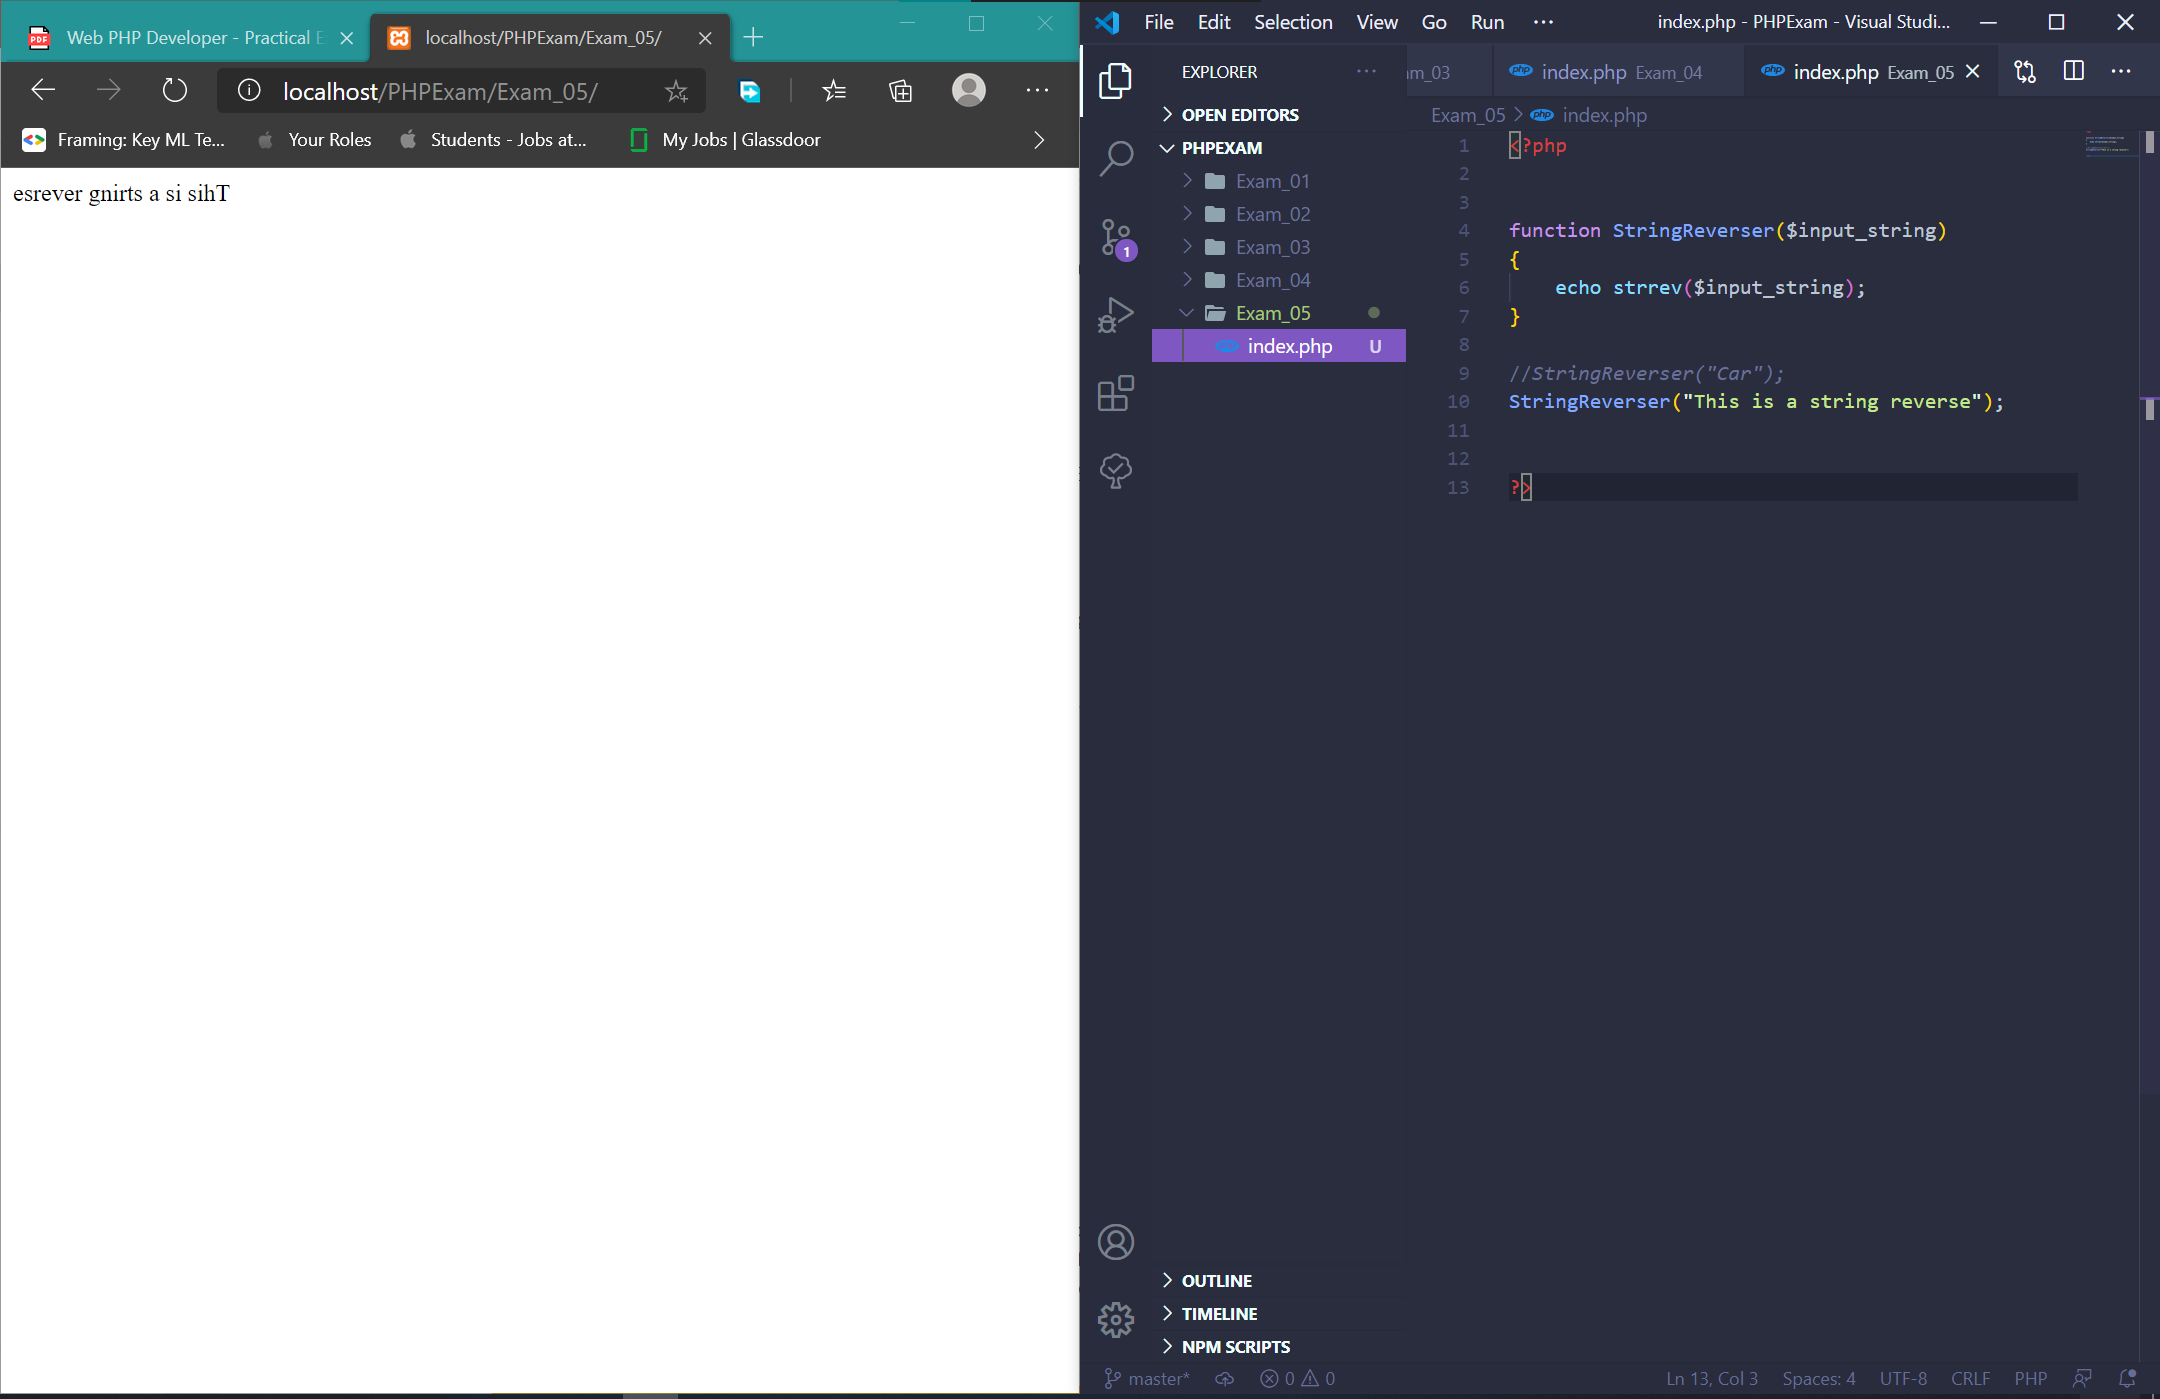 Web PHP Developer - Practical E
localhost/PHPExam/Exam_05/
localhost/PHPExam/Exam_05/
Framing: Key ML Te...
Your Roles
Students - Jobs at...
My Jobs | Glassdoor
esrever gnirts a si sihT
File Edit Selection View Go Run ···
index.php - PHPExam - Visual Studi...
EXPLORER
OPEN EDITORS
PHPEXAM
Exam_01
Exam_02
Exam_03
Exam_04
Exam_05
index.php U
1
m_03
index.php Exam_04
index.php Exam_05
Exam_05 > index.php
1 <?php
2
3
4 function StringReverser($input_string)
5 {
6 echo strrev($input_string);
7 }
8
9 //StringReverser("Car");
10 StringReverser("This is a string reverse");
11
12
13 ?>
OUTLINE
TIMELINE
NPM SCRIPTS
master* 0 0 Ln 13, Col 3 Spaces: 4 UTF-8 CRLF PHP